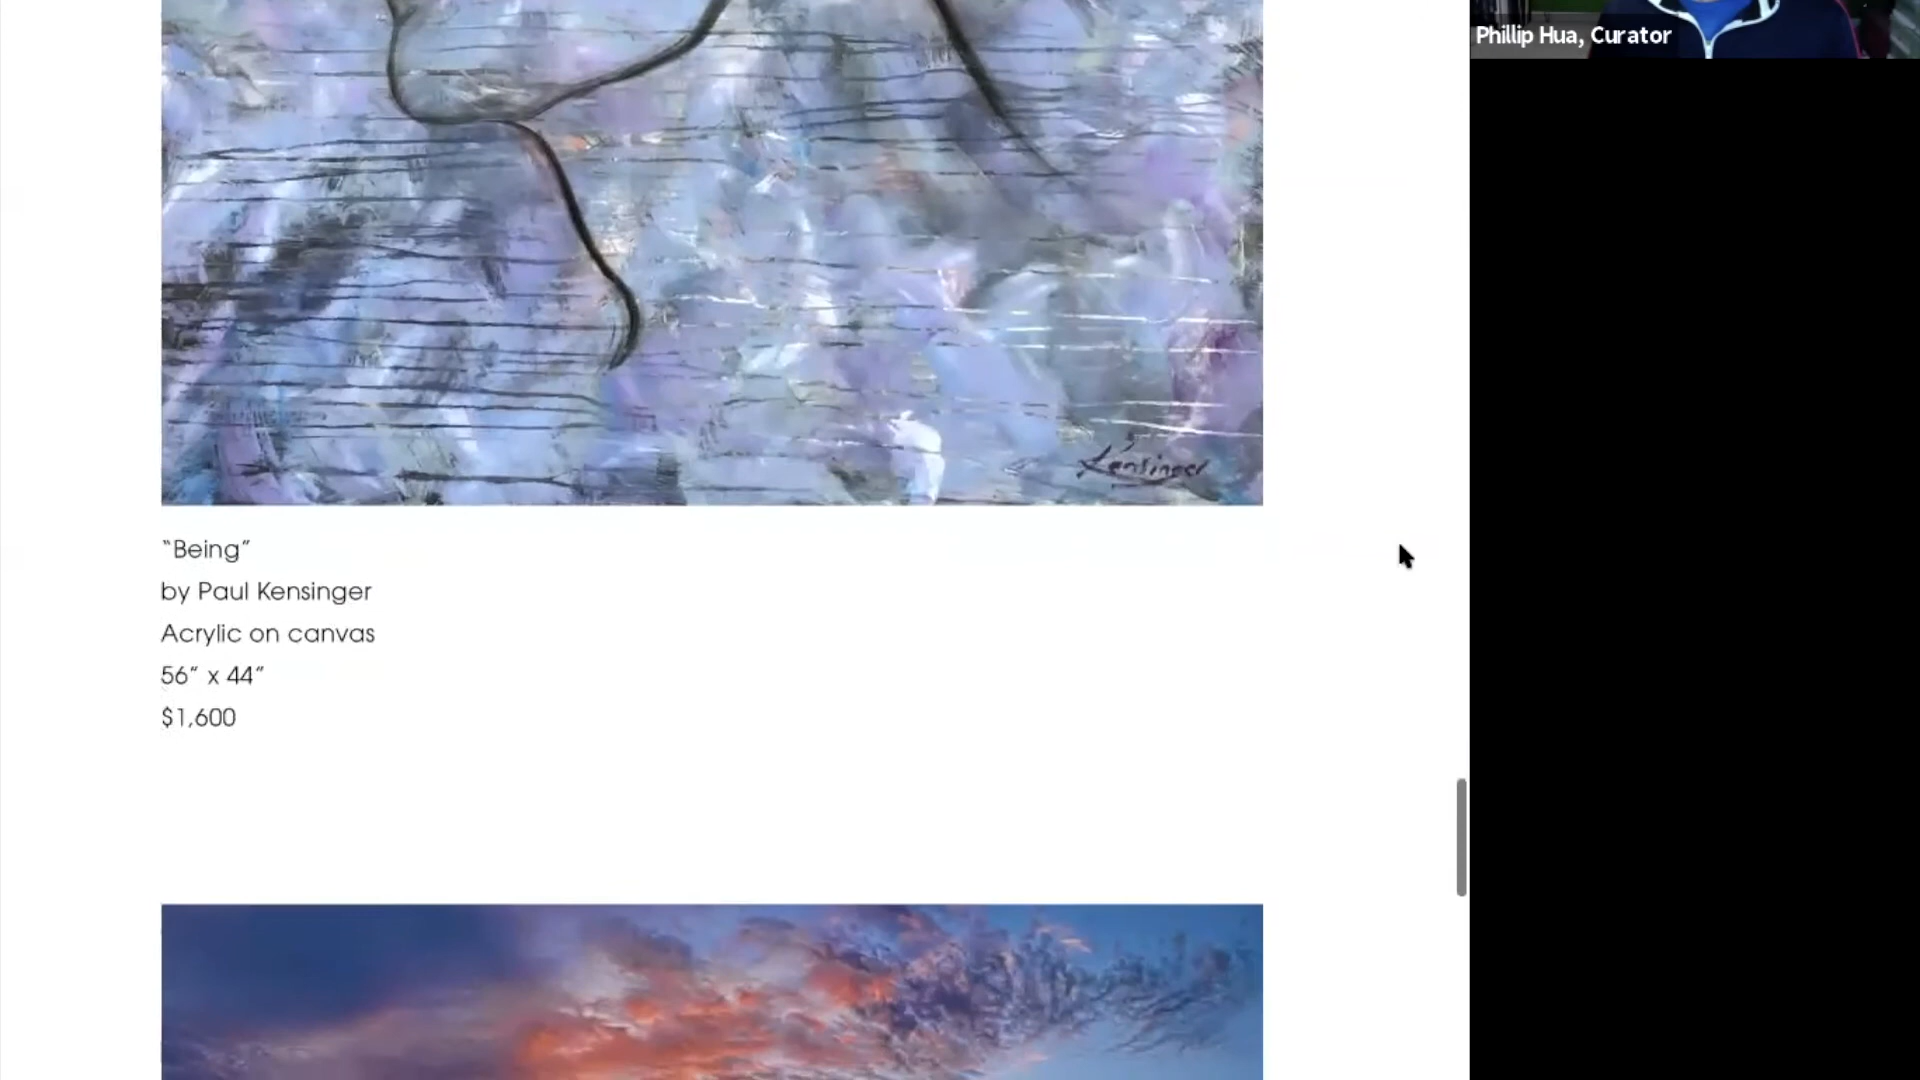 Phillip Hua, Curator
Kensinger
“Being”
by Paul Kensinger
Acrylic on canvas
56” x 44”
$1,600